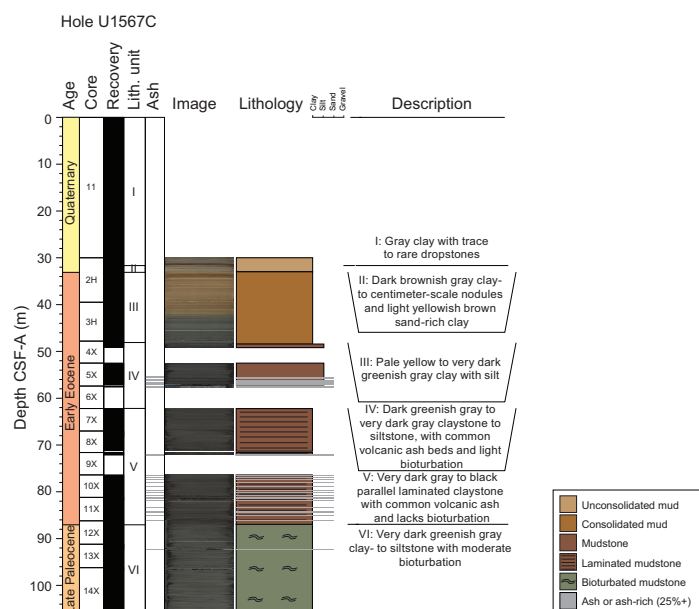 Hole U1567C
Age
Core
Recovery
Lith. unit
Ash
Image
Lithology
Clay
Silt
Sand
Gravel
Description
Depth CSF-A (m)
0
10
20
30
40
50
60
70
80
90
100
Quaternary
Early Eocene
ate Paleocene
11
2H
3H
4X
5X
6X
7X
8X
9X
10X
11X
12X
13X
14X
I
II
III
IV
V
VI
I: Gray clay with trace
to rare dropstones
II: Dark brownish gray clay-
to centimeter-scale nodules
and light yellowish brown
sand-rich clay
III: Pale yellow to very dark
greenish gray clay with silt
IV: Dark greenish gray to
very dark gray claystone to
siltstone, with common
volcanic ash beds and light
bioturbation
V: Very dark gray to black
parallel laminated claystone
with common volcanic ash
and lacks bioturbation
VI: Very dark greenish gray
clay- to siltstone with moderate
bioturbation
Unconsolidated mud
Consolidated mud
Mudstone
Laminated mudstone
Bioturbated mudstone
Ash or ash-rich (25%+)